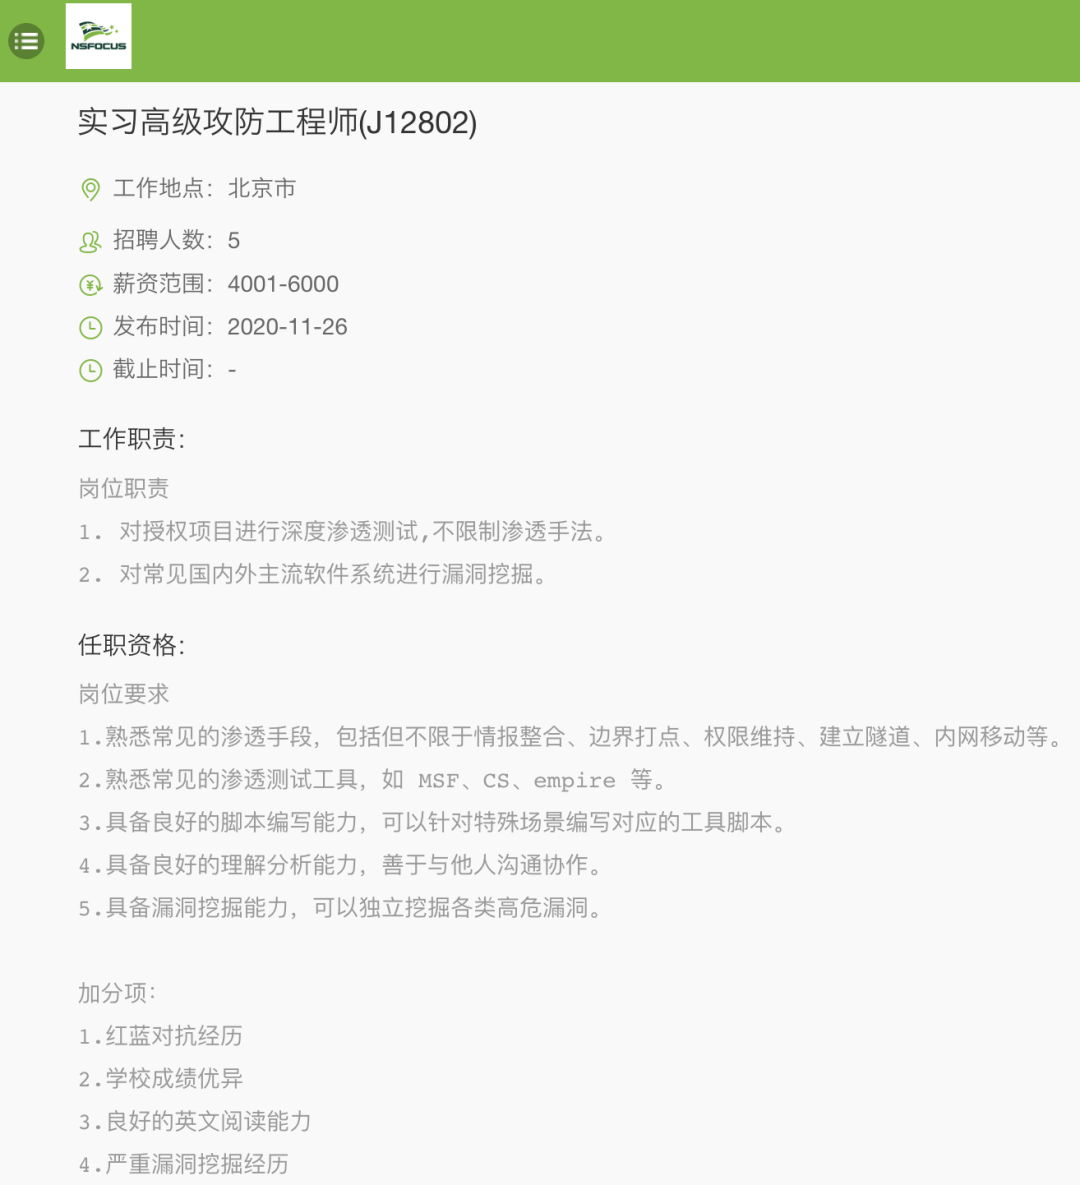 NSFOCUS
实习高级攻防工程师(J12802)
工作地点：北京市
招聘人数：5
薪资范围：4001-6000
发布时间：2020-11-26
截止时间：-
工作职责：
岗位职责
1. 对授权项目进行深度渗透测试,不限制渗透手法。
2. 对常见国内外主流软件系统进行漏洞挖掘。
任职资格：
岗位要求
1.熟悉常见的渗透手段，包括但不限于情报整合、边界打点、权限维持、建立隧道、内网移动等。
2.熟悉常见的渗透测试工具，如 MSF、CS、empire 等。
3.具备良好的脚本编写能力，可以针对特殊场景编写对应的工具脚本。
4.具备良好的理解分析能力，善于与他人沟通协作。
5.具备漏洞挖掘能力，可以独立挖掘各类高危漏洞。
加分项：
1.红蓝对抗经历
2.学校成绩优异
3.良好的英文阅读能力
4.严重漏洞挖掘经历